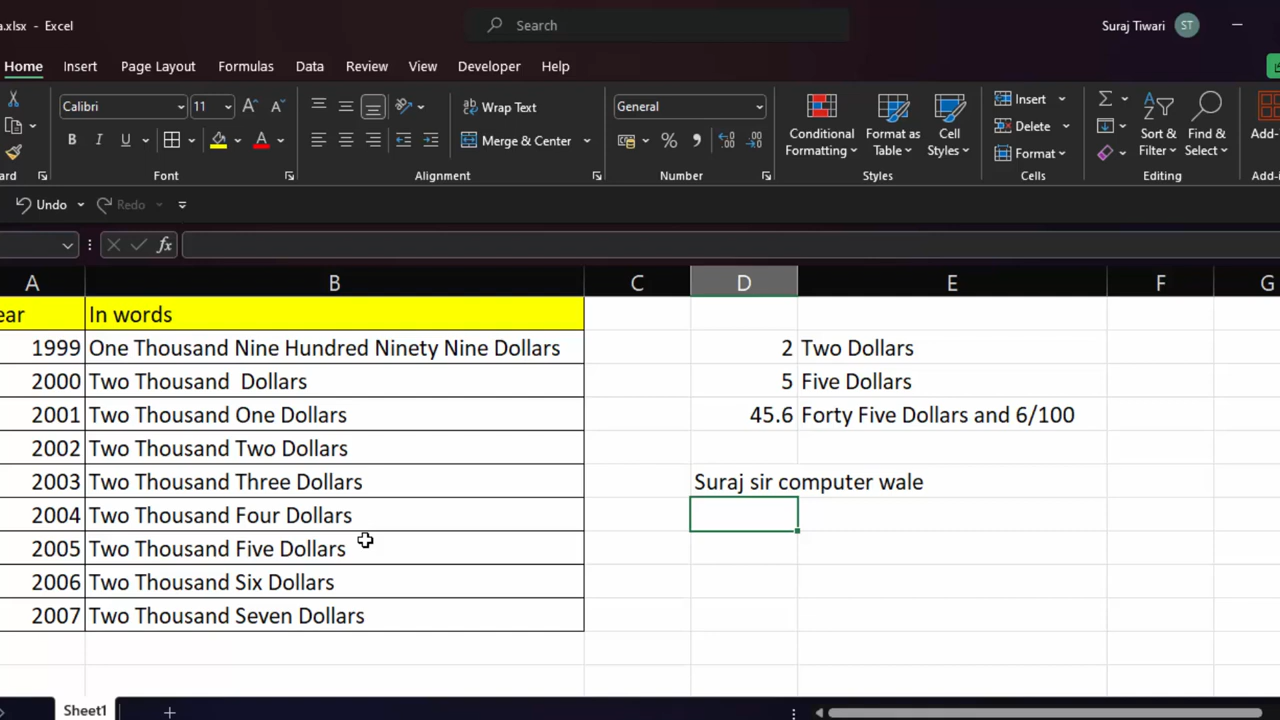 a.xlsx - Excel
Search
Suraj Tiwari ST
Home Insert Page Layout Formulas Data Review View Developer Help
Calibri 11 A A Wrap Text General Conditional Formatting Format as Table Cell Styles Insert Delete Format Sort & Filter Find & Select Add-
B I U A Merge & Center % Add-i
ard Font Alignment Number Styles Cells Editing
Undo Redo
fx
A B C D E F G
ear In words
1999 One Thousand Nine Hundred Ninety Nine Dollars 2 Two Dollars
2000 Two Thousand  Dollars 5 Five Dollars
2001 Two Thousand One Dollars 45.6 Forty Five Dollars and 6/100
2002 Two Thousand Two Dollars
2003 Two Thousand Three Dollars Suraj sir computer wale
2004 Two Thousand Four Dollars
2005 Two Thousand Five Dollars
2006 Two Thousand Six Dollars
2007 Two Thousand Seven Dollars
Sheet1